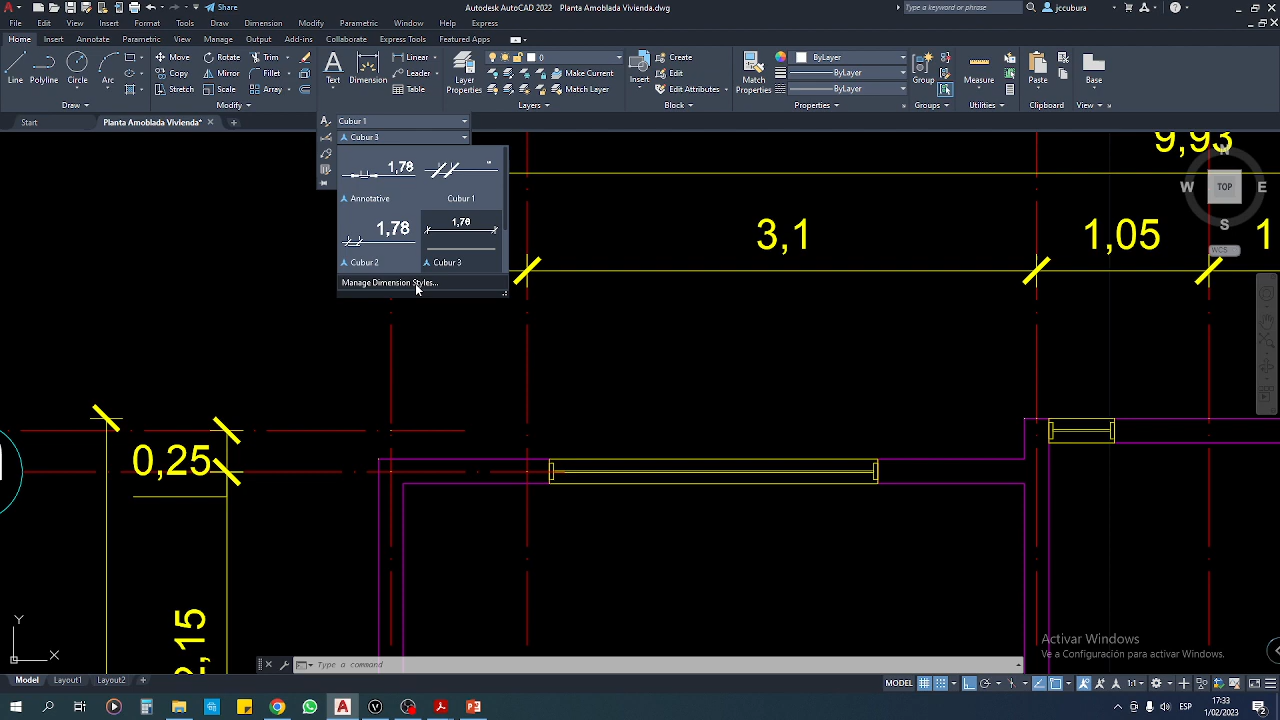 Share
Autodesk AutoCAD 2022 Planta Amoblada Vivienda.dwg
Type a keyword or phrase
jccubura
File Edit View Insert Format Tools Draw Dimension Modify Parametric Window Help Express
Home Insert Annotate Parametric View Manage Output Add-ins Collaborate Express Tools Featured Apps
Line Polyline Circle Arc
Move Rotate Trim
Copy Mirror Fillet
Stretch Scale Array
Text Dimension
Linear
Leader
Table
Layer Properties
0
Make Current
Match Layer
Insert
Create
Edit
Edit Attributes
Match Properties
ByLayer
ByLayer
ByLayer
Group
Measure
Paste
Base
Draw Modify Layers Block Properties Groups Utilities Clipboard View
Start Planta Amoblada Vivienda*
Cubur 1
Cubur 3
1,78
Annotative Cubur 1
1,78 1,78
Cubur 2 Cubur 3
Manage Dimension Styles...
9,93
N
W TOP E
S
WCS
3,1 1,05 1
0,25
2,15
Y
X
Activar Windows
Ve a Configuración para activar Windows.
Type a command
Model Layout1 Layout2
MODEL
1:1
ESP
17:33
1/02/2023